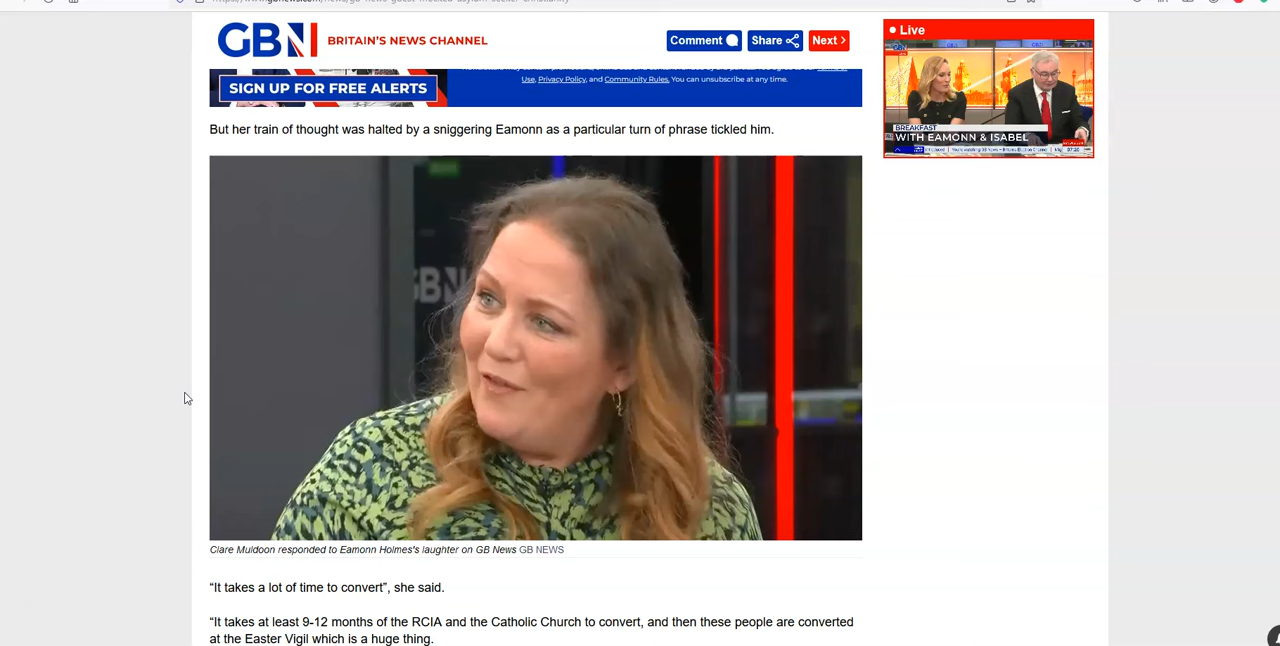 GBN
BRITAIN'S NEWS CHANNEL
Comment
Share
Next
Live
SIGN UP FOR FREE ALERTS
Use, Privacy Policy, and Community Rules. You can unsubscribe at any time.
BREAKFAST
WITH EAMONN & ISABEL
But her train of thought was halted by a sniggering Eamonn as a particular turn of phrase tickled him.
GBN
Clare Muldoon responded to Eamonn Holmes's laughter on GB News GB NEWS
“It takes a lot of time to convert”, she said.
“It takes at least 9-12 months of the RCIA and the Catholic Church to convert, and then these people are converted
at the Easter Vigil which is a huge thing.